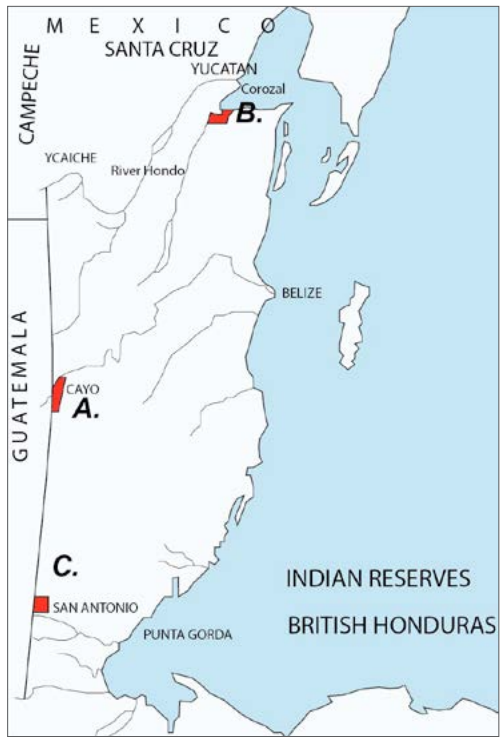 MEXICO
SANTA CRUZ
YUCATAN
Corozal
B.
CAMPECHE
YCAICHE
River Hondo
BELIZE
GUATEMALA
CAYO
A.
C.
SAN ANTONIO
INDIAN RESERVES
PUNTA GORDA
BRITISH HONDURAS